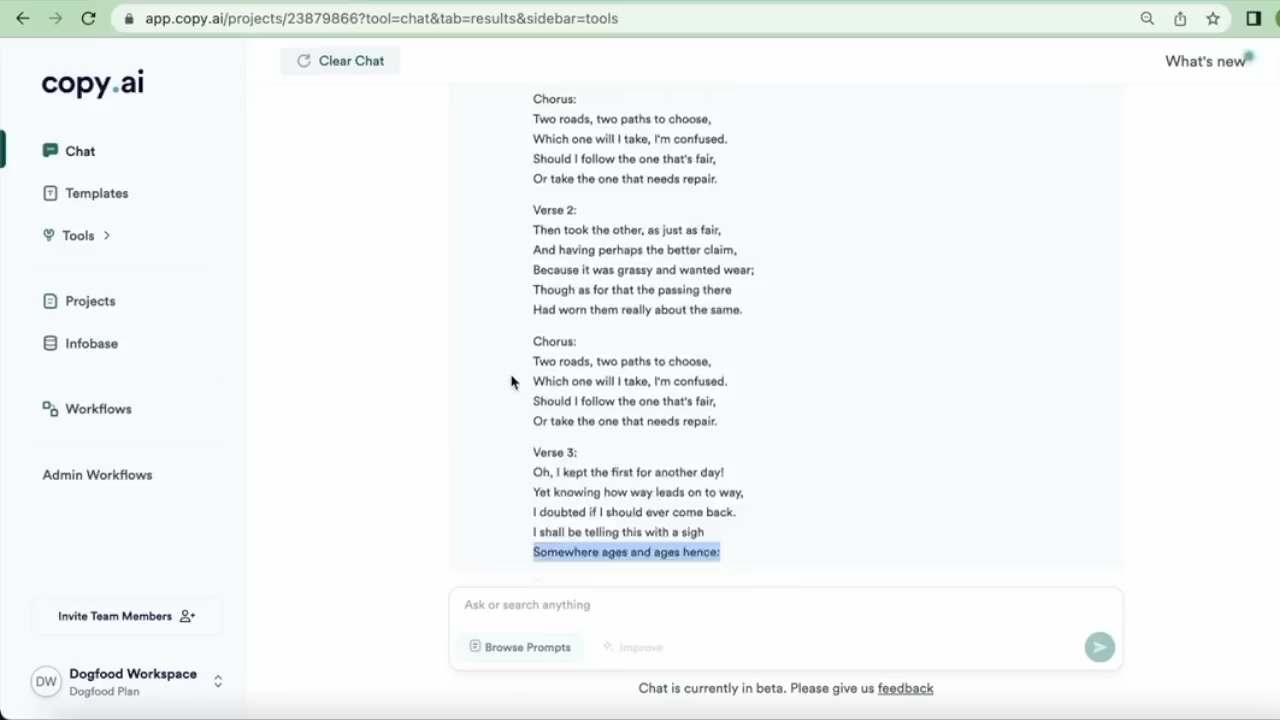 app.copy.ai/projects/23879866?tool=chat&tab=results&sidebar=tools
copy.ai
Clear Chat
What's new
Chat
Templates
Tools
Projects
Infobase
Workflows
Admin Workflows
Invite Team Members
DW
Dogfood Workspace
Dogfood Plan
Chorus:
Two roads, two paths to choose,
Which one will I take, I'm confused.
Should I follow the one that's fair,
Or take the one that needs repair.
Verse 2:
Then took the other, as just as fair,
And having perhaps the better claim,
Because it was grassy and wanted wear;
Though as for that the passing there
Had worn them really about the same.
Chorus:
Two roads, two paths to choose,
Which one will I take, I'm confused.
Should I follow the one that's fair,
Or take the one that needs repair.
Verse 3:
Oh, I kept the first for another day!
Yet knowing how way leads on to way,
I doubted if I should ever come back.
I shall be telling this with a sigh
Somewhere ages and ages hence:
Ask or search anything
Browse Prompts
Improve
Chat is currently in beta. Please give us feedback